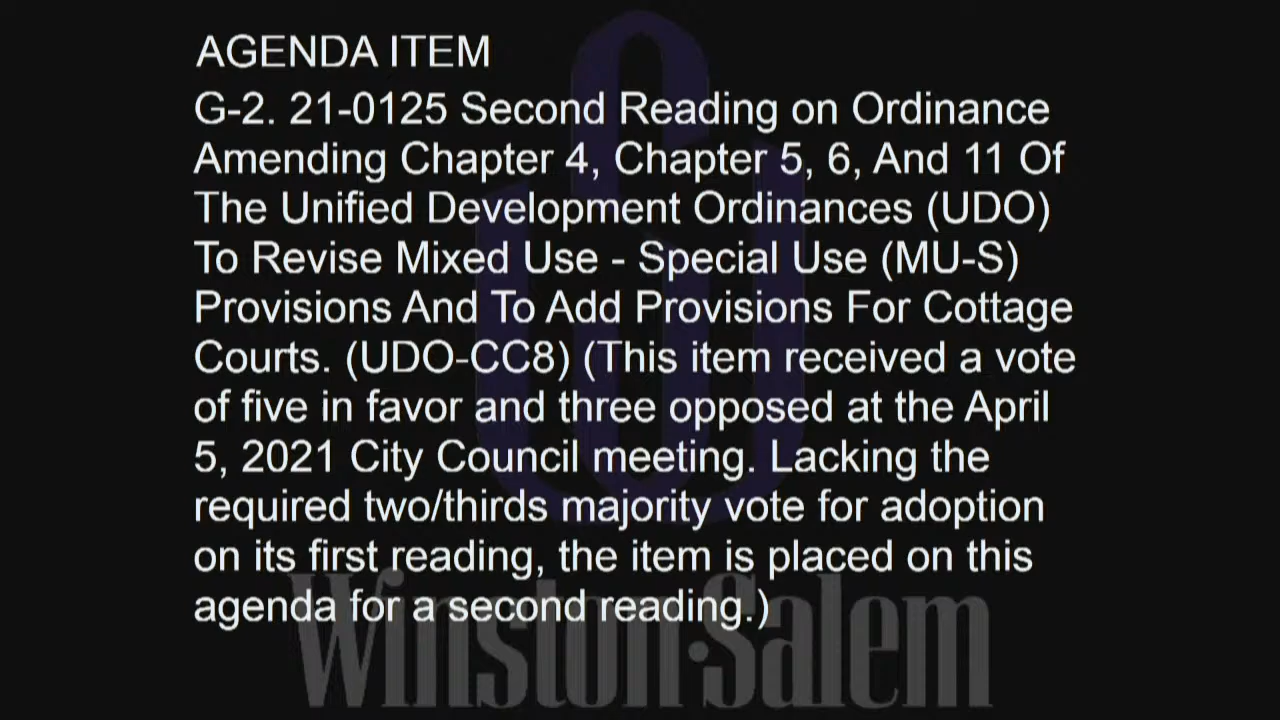 AGENDA ITEM
G-2. 21-0125 Second Reading on Ordinance
Amending Chapter 4, Chapter 5, 6, And 11 Of
The Unified Development Ordinances (UDO)
To Revise Mixed Use - Special Use (MU-S)
Provisions And To Add Provisions For Cottage
Courts. (UDO-CC8) (This item received a vote
of five in favor and three opposed at the April
5, 2021 City Council meeting. Lacking the
required two/thirds majority vote for adoption
on its first reading, the item is placed on this
agenda for a second reading.)
Winston·Salem